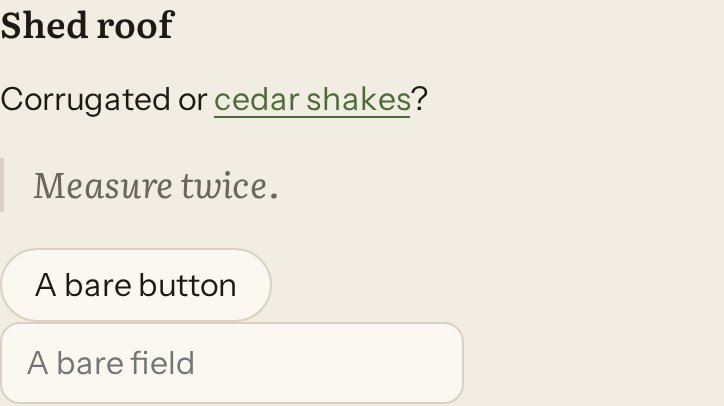 Shed roof
Corrugated or cedar shakes?
Measure twice.
A bare button
A bare field